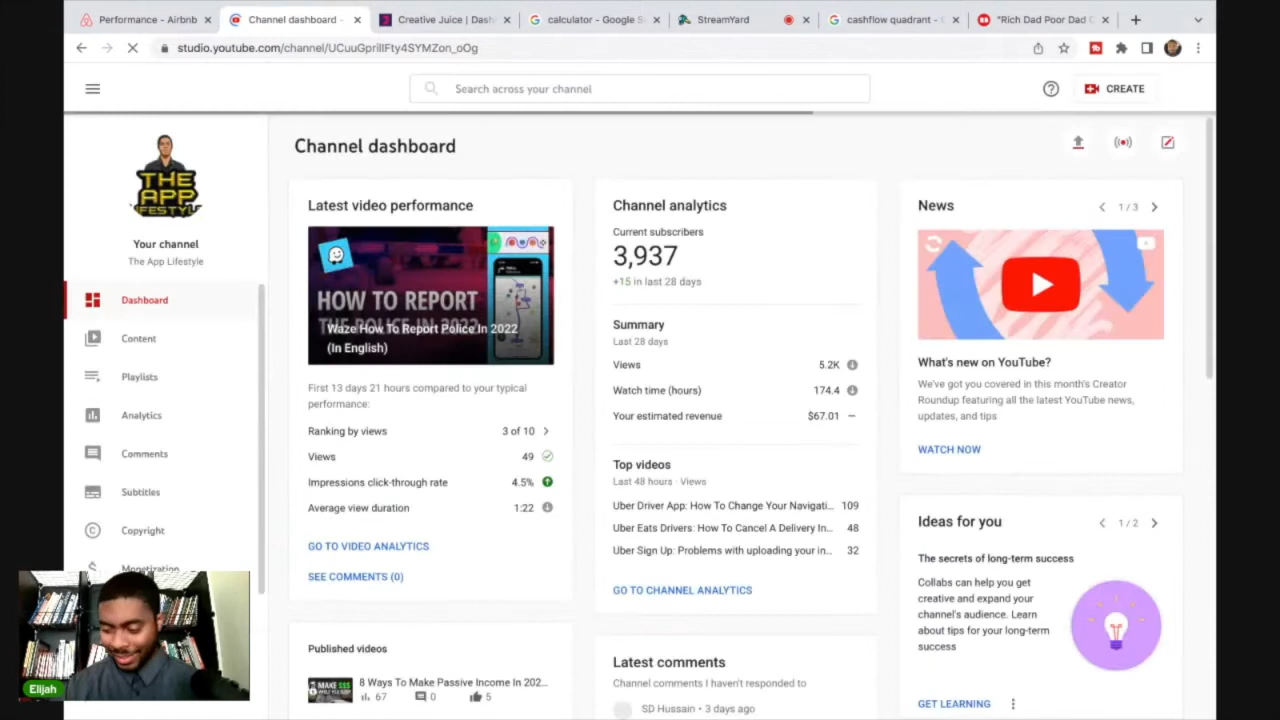 Performance - Airbnb
Channel dashboard -
Creative Juice | Dash
calculator - Google S
StreamYard
cashflow quadrant -
"Rich Dad Poor Dad
studio.youtube.com/channel/UCuuGprilIFty4SYMZon_oOg
Search across your channel
CREATE
THE
APP
Your channel
The App Lifestyle
Dashboard
Content
Playlists
Analytics
Comments
Subtitles
Copyright
Monetization
Elijah
Channel dashboard
Latest video performance
HOW TO REPORT
THE POLICE IN 2022
Waze How To Report Police In 2022
(In English)
First 13 days 21 hours compared to your typical
performance:
Ranking by views 3 of 10
Views 49
Impressions click-through rate 4.5%
Average view duration 1:22
GO TO VIDEO ANALYTICS
SEE COMMENTS (0)
Published videos
MAKE $$$
8 Ways To Make Passive Income In 202...
67 0 5
Channel analytics
Current subscribers
3,937
+15 in last 28 days
Summary
Last 28 days
Views 5.2K
Watch time (hours) 174.4
Your estimated revenue $67.01 —
Top videos
Last 48 hours · Views
Uber Driver App: How To Change Your Navigati... 109
Uber Eats Drivers: How To Cancel A Delivery In... 48
Uber Sign Up: Problems with uploading your in... 32
GO TO CHANNEL ANALYTICS
Latest comments
Channel comments I haven't responded to
SD Hussain • 3 days ago
News
1 / 3
What's new on YouTube?
We've got you covered in this month's Creator
Roundup featuring all the latest YouTube news,
updates, and tips
WATCH NOW
Ideas for you
1 / 2
The secrets of long-term success
Collabs can help you get
creative and expand your
channel's audience. Learn
about tips for your long-term
success
GET LEARNING